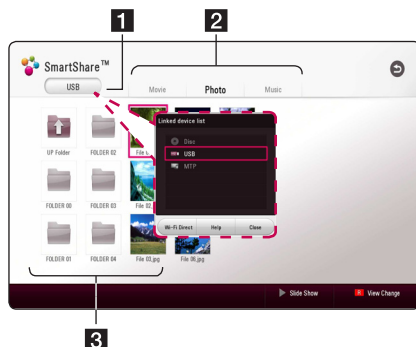 1
2
SmartShare™
USB
Movie
Photo
Music
Linked device list
Disc
USB
MTP
Wi-Fi Direct
Help
Close
UP Folder
FOLDER 02
File
FOLDER 00
FOLDER 03
File 02.
FOLDER 01
FOLDER 04
File 03.jpg
File 36.jpg
Slide Show
R
View Change
3